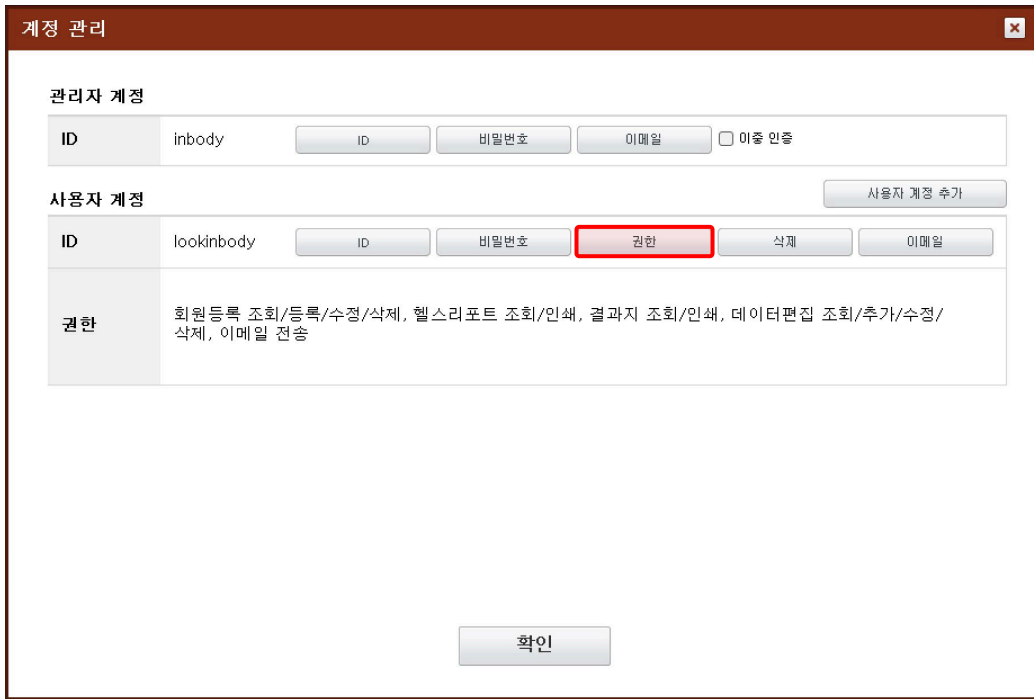 계정 관리
관리자 계정
ID inbody ID 비밀번호 이메일 이중 인증
사용자 계정 사용자 계정 추가
ID lookinbody ID 비밀번호 권한 삭제 이메일
권한
회원등록 조회/등록/수정/삭제, 헬스리포트 조회/인쇄, 결과지 조회/인쇄, 데이터편집 조회/추가/수정/
삭제, 이메일 전송
확인